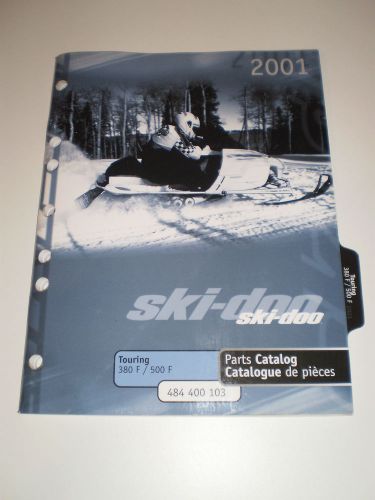 2001
Touring
380 F / 500 F
ski-doo
ski-doo
Touring
380 F / 500 F
Parts Catalog
Catalogue de pièces
484 400 103